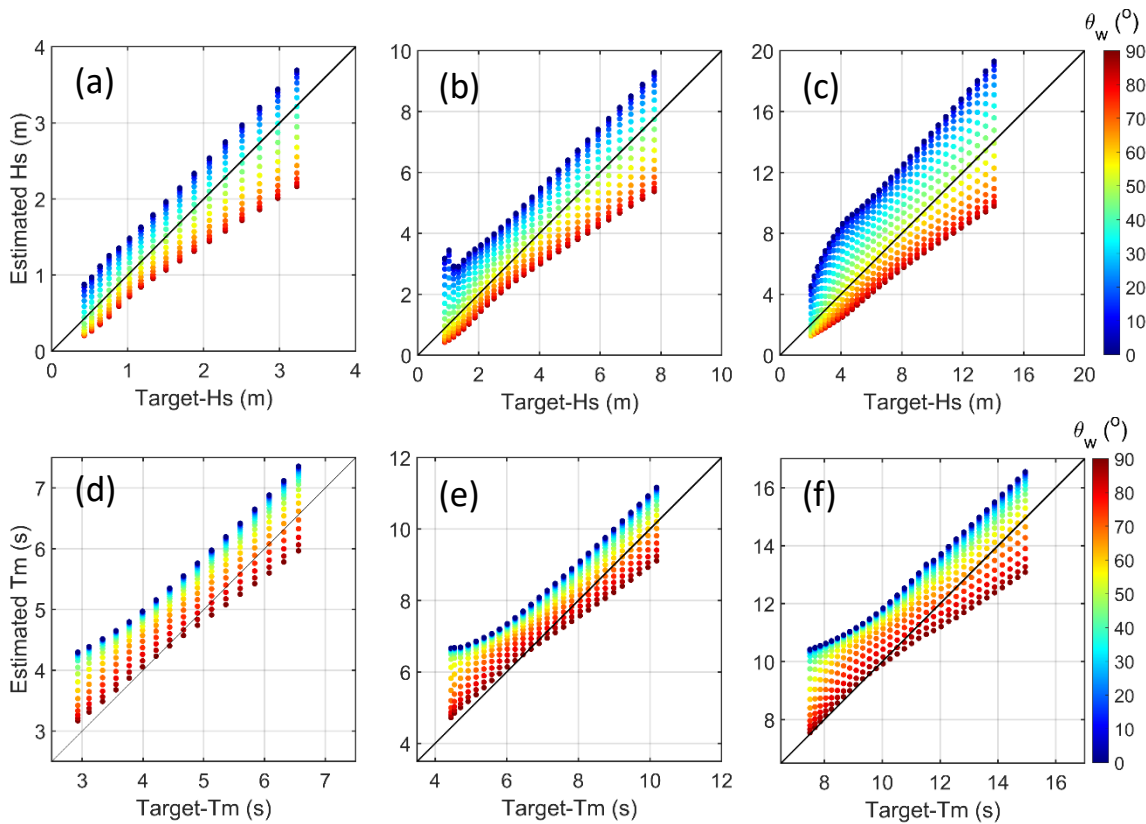 θw (o)
(a)
4
3
2
1
0
Estimated Hs (m)
0 1 2 3 4
Target-Hs (m)
(b)
10
8
6
4
2
0
0 2 4 6 8 10
Target-Hs (m)
(c)
20
16
12
8
4
0
0 4 8 12 16 20
Target-Hs (m)
90
80
70
60
50
40
30
20
10
0
θw (o)
(d)
7
6
5
4
3
Estimated Tm (s)
3 4 5 6 7
Target-Tm (s)
(e)
12
10
8
6
4
4 6 8 10 12
Target-Tm (s)
(f)
16
14
12
10
8
8 10 12 14 16
Target-Tm (s)
90
80
70
60
50
40
30
20
10
0